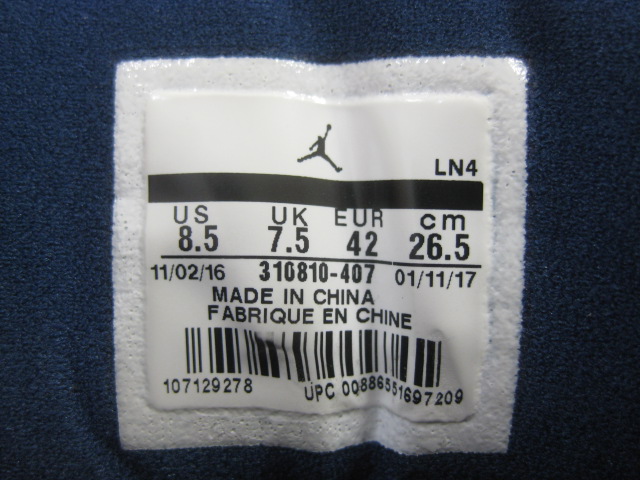 LN4
US UK EUR cm
8.5 7.5 42 26.5
11/02/16 310810-407 01/11/17
MADE IN CHINA
FABRIQUE EN CHINE
107129278 UPC 00886551697209